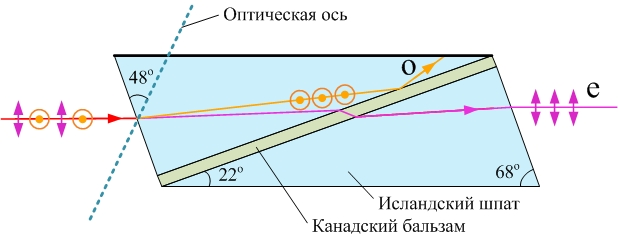 Оптическая ось
48°
o
e
22°
68°
Исландский шпат
Канадский бальзам